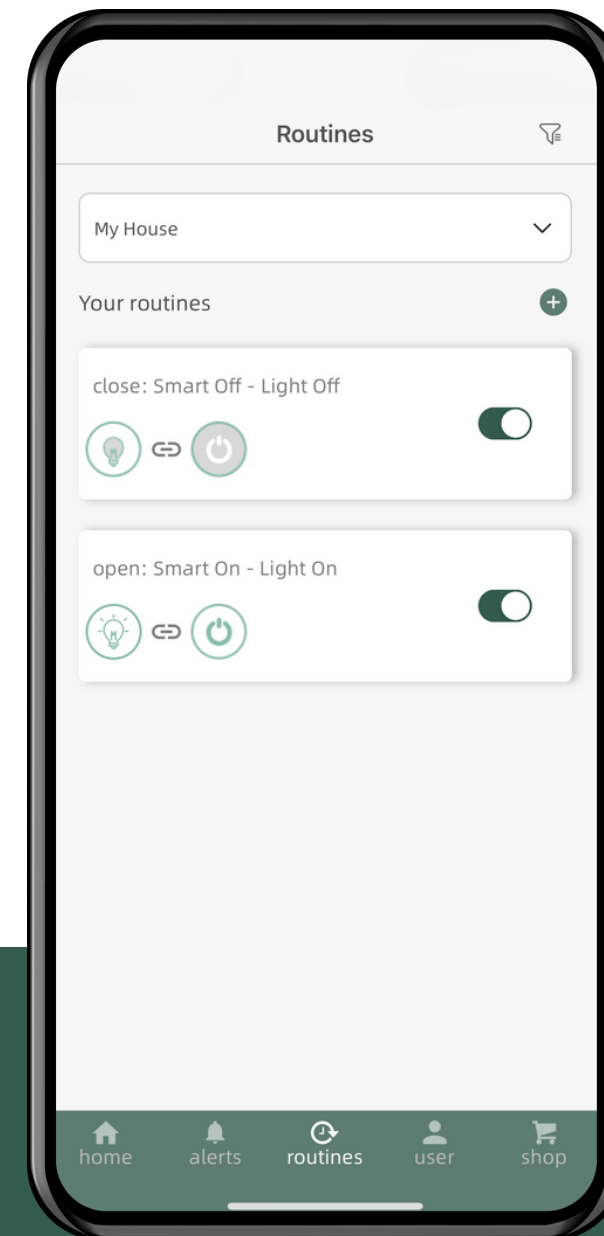 Routines
My House
Your routines
close: Smart Off - Light Off
open: Smart On - Light On
home alerts routines user shop